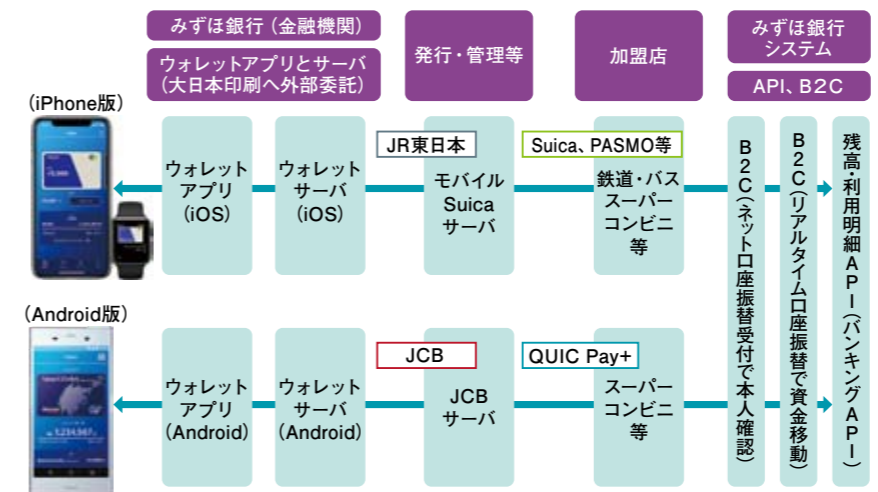 みずほ銀行（金融機関）
ウォレットアプリとサーバ
（大日本印刷へ外部委託）
発行・管理等
加盟店
みずほ銀行
システム
API、B2C
（iPhone版）
ウォレット
アプリ
（iOS）
ウォレット
サーバ
（iOS）
JR東日本
モバイル
Suica
サーバ
Suica、PASMO等
鉄道・バス
スーパー
コンビニ
等
（Android版）
ウォレット
アプリ
（Android）
ウォレット
サーバ
（Android）
JCB
JCB
サーバ
QUIC Pay+
スーパー
コンビニ
等
B2C（ネット口座振替受付で本人確認）
B2C（リアルタイム口座振替で資金移動）
残高・利用明細API（バンキングAPI）